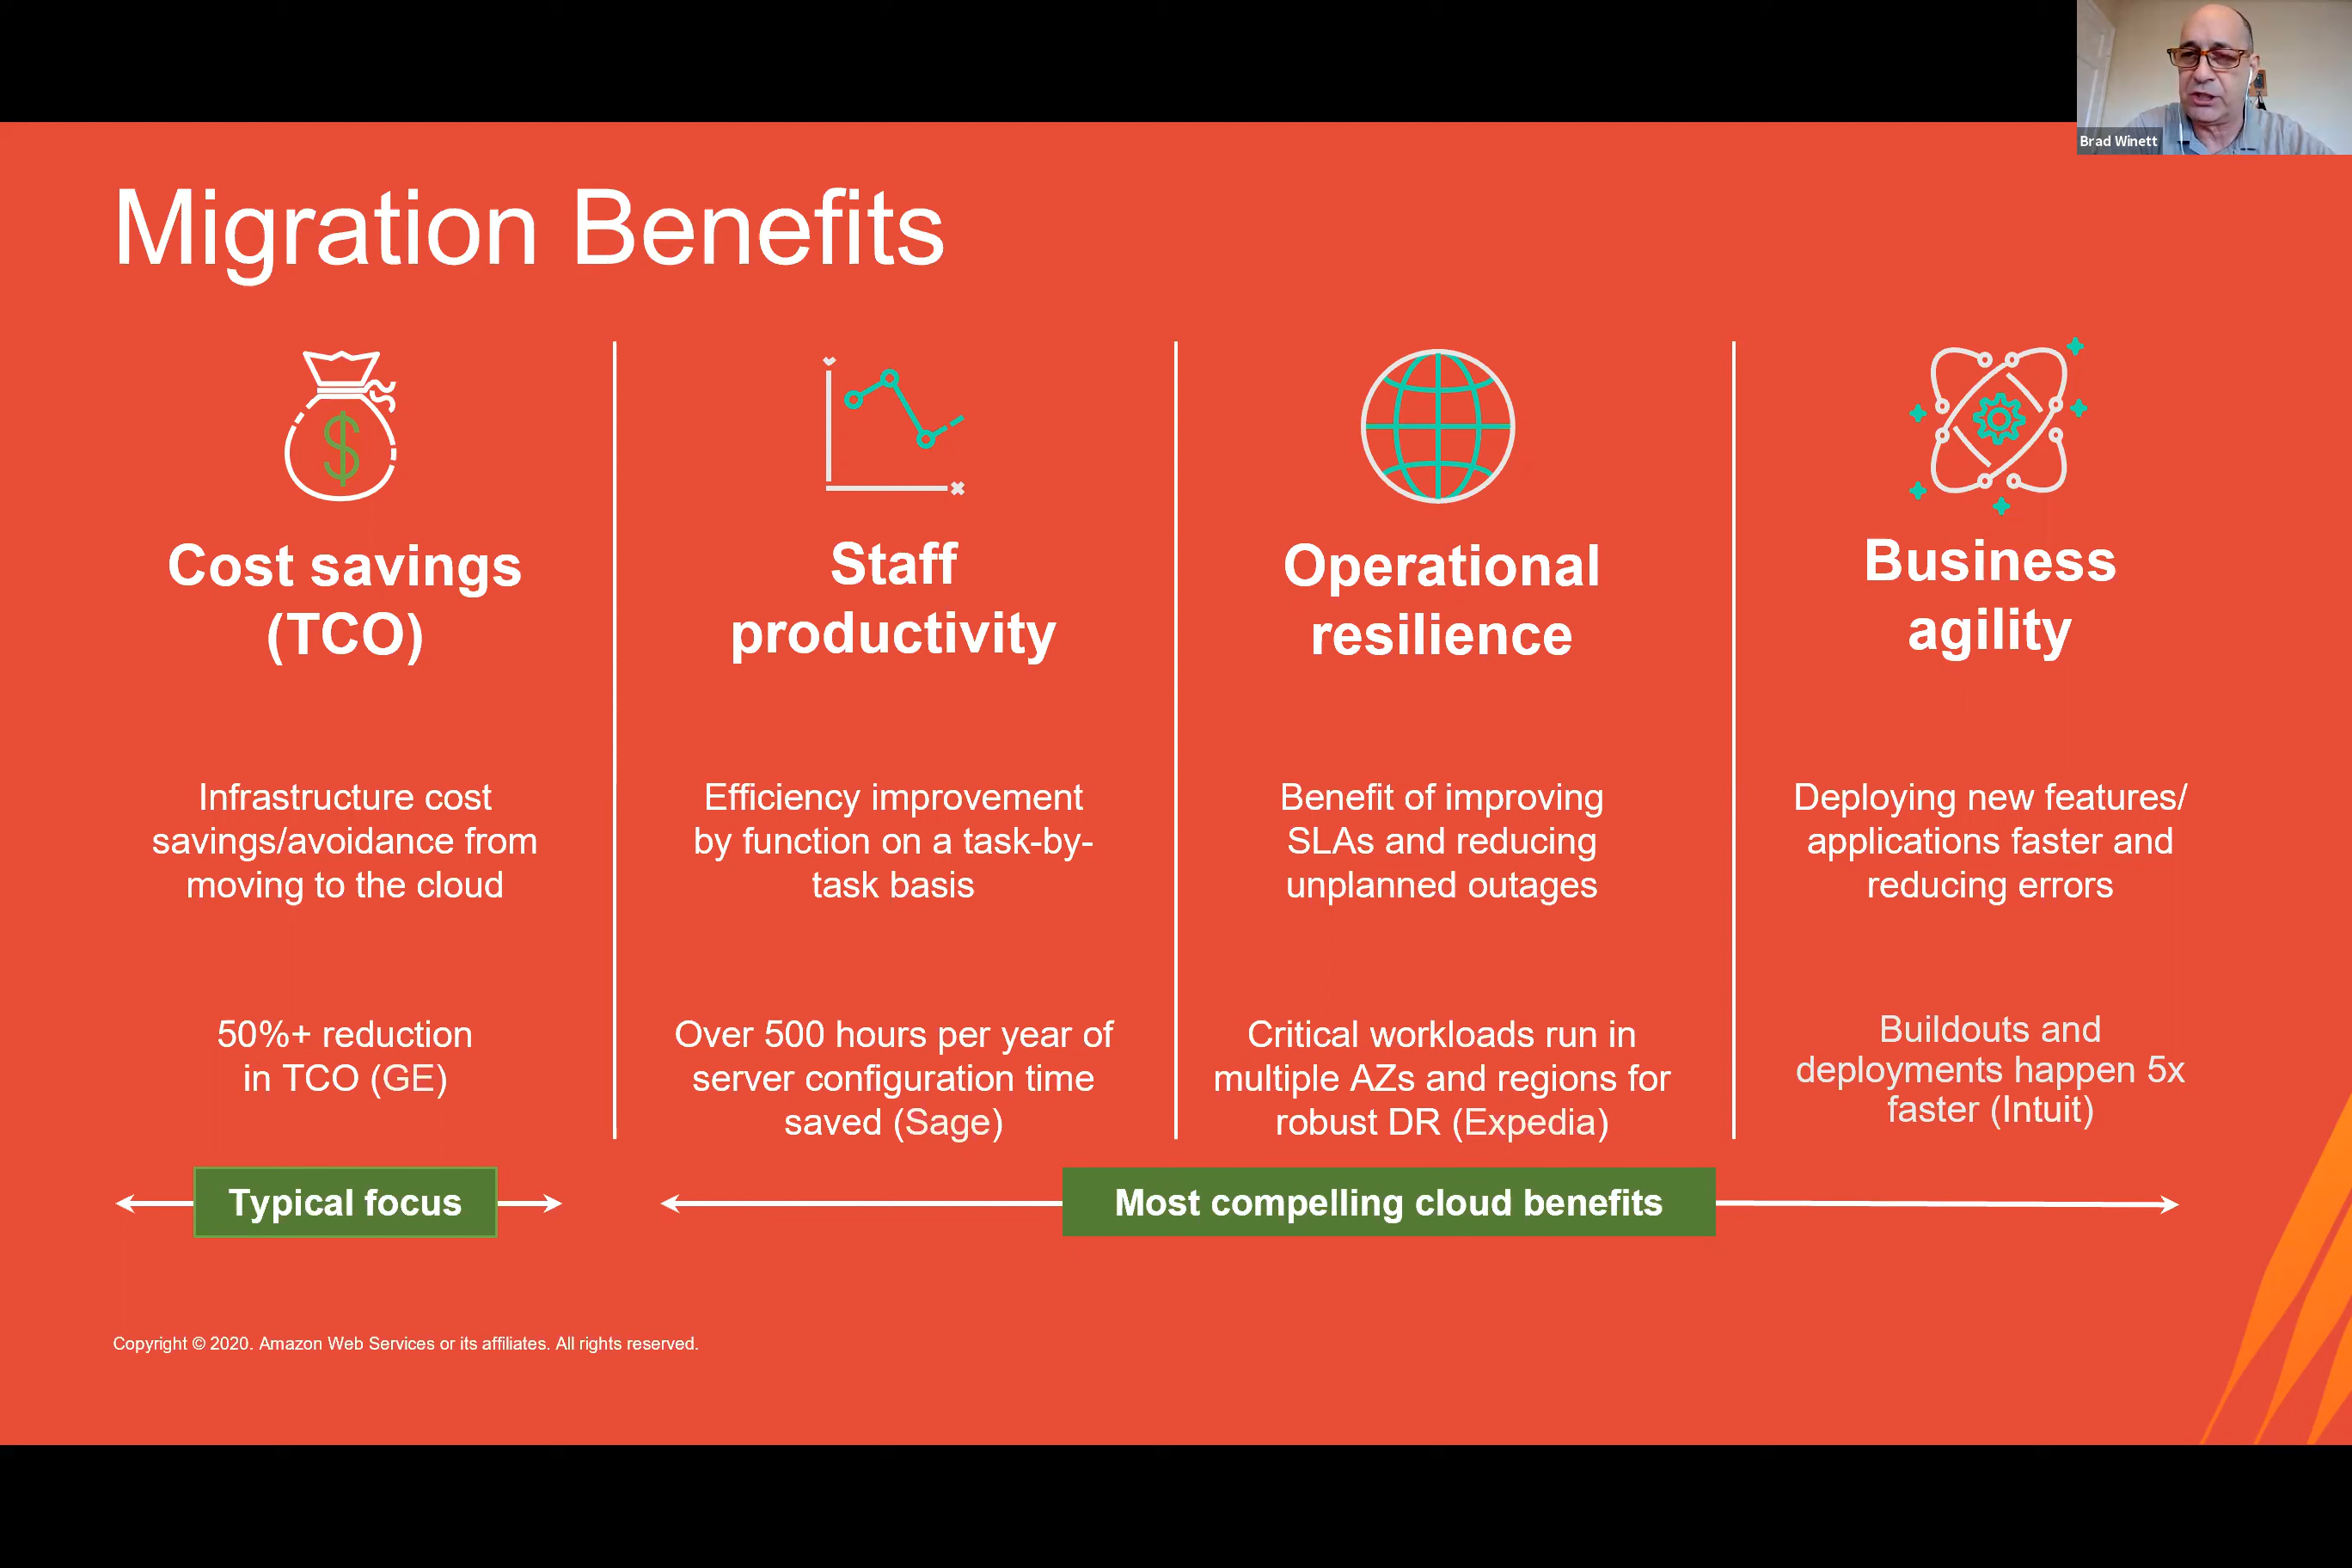 Brad Winett
Migration Benefits
Cost savings
(TCO)
Infrastructure cost
savings/avoidance from
moving to the cloud
50%+ reduction
in TCO (GE)
Staff
productivity
Efficiency improvement
by function on a task-by-
task basis
Over 500 hours per year of
server configuration time
saved (Sage)
Operational
resilience
Benefit of improving
SLAs and reducing
unplanned outages
Critical workloads run in
multiple AZs and regions for
robust DR (Expedia)
Business
agility
Deploying new features/
applications faster and
reducing errors
Buildouts and
deployments happen 5x
faster (Intuit)
Typical focus
Most compelling cloud benefits
Copyright © 2020. Amazon Web Services or its affiliates. All rights reserved.